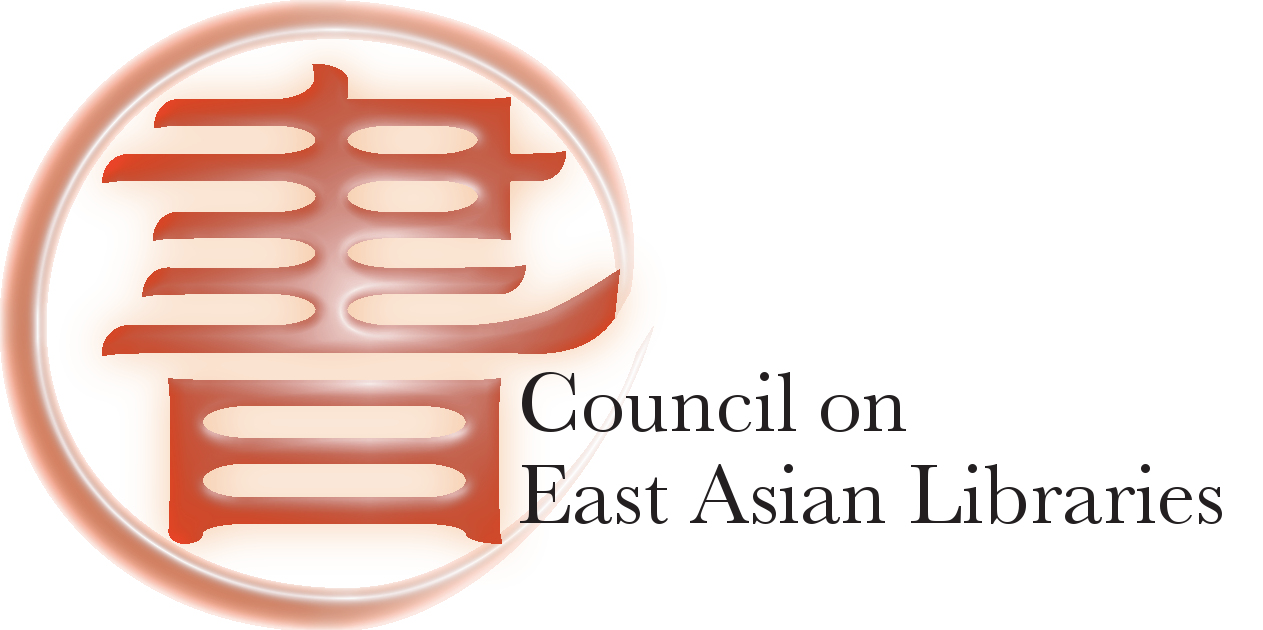 書
Council on
East Asian Libraries